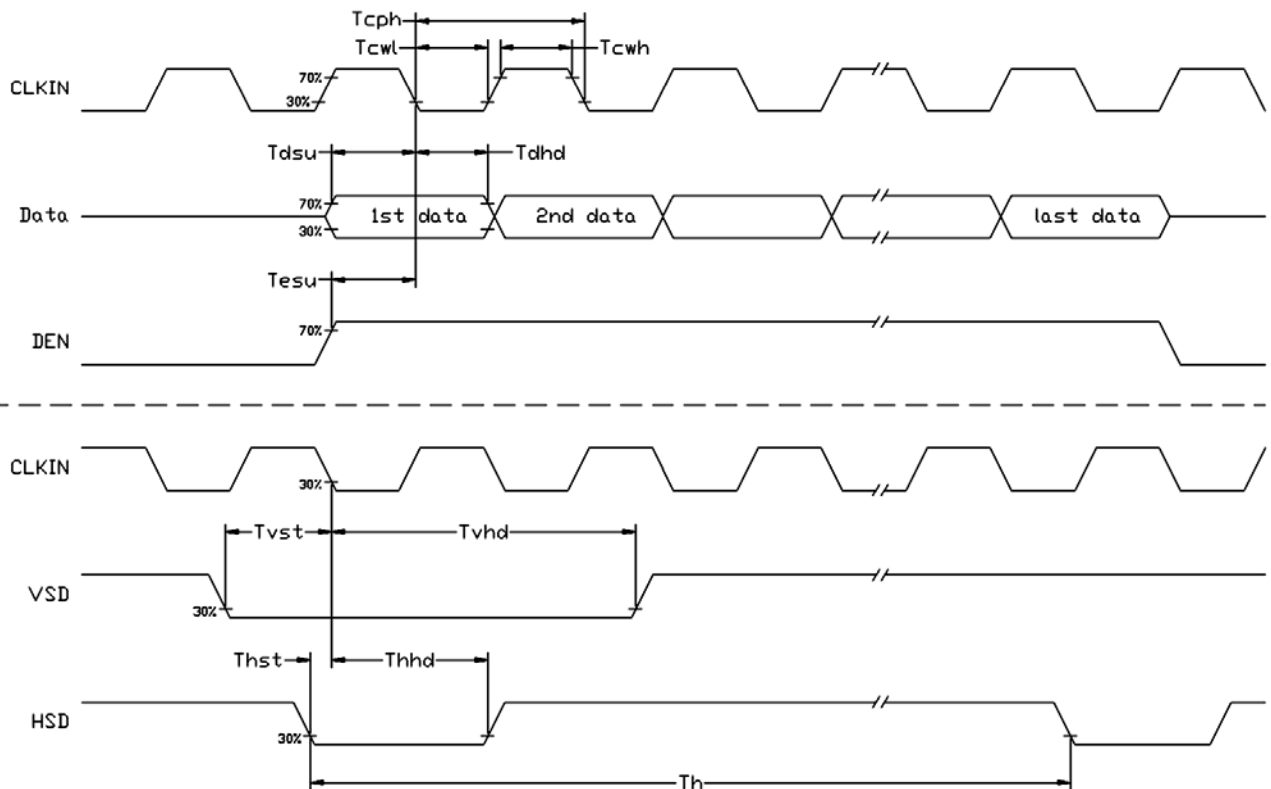 Tcph
Tcwl Tcwh
CLKIN 70%
30%
Tdsu Tdhd
Data 70% 1st data 2nd data last data
30%
Tesu
DEN 70%
CLKIN 30%
Tvst Tvhd
VSD 30%
Thst Thhd
HSD 30%
Th